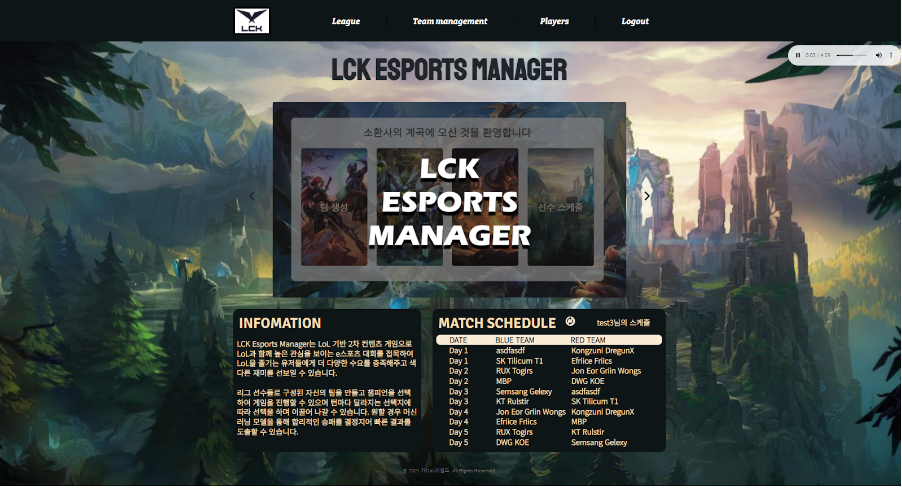 LCK
League
Team management
Players
Logout
0:03 / 4:09
LCK ESPORTS MANAGER
소환사의 계곡에 오신 것을 환영합니다
팀 생성
선수 스케줄
LCK
ESPORTS
MANAGER
INFOMATION
LCK Esports Manager는 LoL 기반 2차 컨텐츠 게임으로
LoL과 함께 높은 관심을 보이는 e스포츠 대회를 접목하여
LoL을 즐기는 유저들에게 더 다양한 수요를 충족해주고 색
다른 재미를 선보일 수 있습니다.
리그 선수들로 구성된 자신의 팀을 만들고 챔피언을 선택
하여 게임을 진행할 수 있으며 턴마다 달라지는 선택지에
따라 선택을 하며 이끌어 나갈 수 있습니다. 원할 경우 머신
러닝 모델을 통해 합리적인 승패를 결정지어 빠른 결과를
도출할 수 있습니다.
MATCH SCHEDULE
test3님의 스케줄
DATE BLUE TEAM RED TEAM
Day 1 asdfasdf Kongzuni DregunX
Day 1 SK Tilicum T1 Efriice Friics
Day 2 RUX Togirs Jon Eor Griin Wongs
Day 2 MBP DWG KOE
Day 3 Semsang Gelexy asdfasdf
Day 3 KT Rulstir SK Tilicum T1
Day 4 Jon Eor Griin Wongs Kongzuni DregunX
Day 4 Efriice Friics MBP
Day 5 RUX Togirs KT Rulstir
Day 5 DWG KOE Semsang Gelexy
All Rights Reserved.